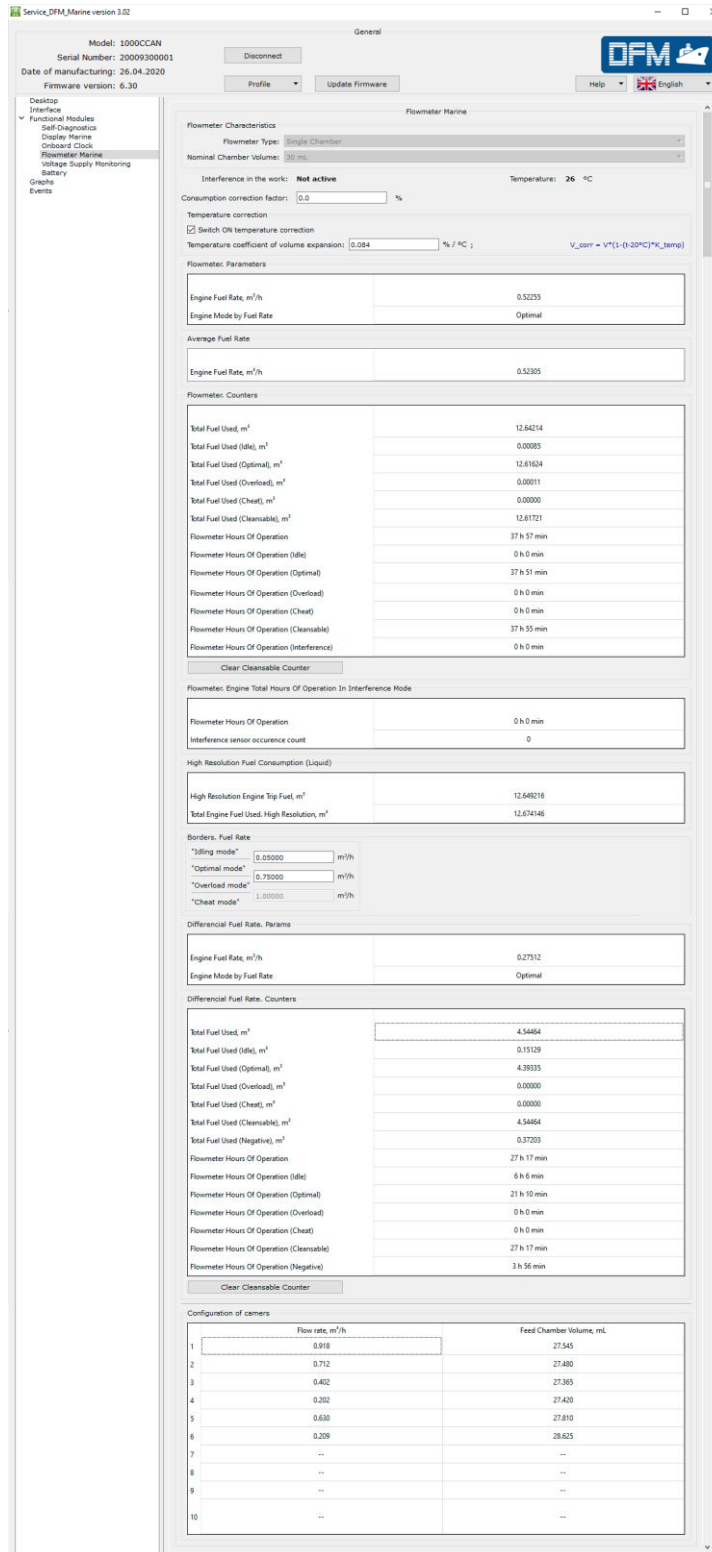 Service_DFM_Marine version 3.02
General
Model: 1000CCAN
Serial Number: 20009300001
Date of manufacturing: 26.04.2020
Firmware version: 6.30
Disconnect
Profile
Update Firmware
DFM
Help
English
Desktop
Interface
Functional Modules
Self-Diagnostics
Display Marine
Onboard Clock
Flowmeter Marine
Voltage Supply Monitoring
Battery
Graphs
Events
Flowmeter Marine
Flowmeter Characteristics
Flowmeter Type: Single Chamber
Nominal Chamber Volume: 30 mL
Interference in the work: Not active Temperature: 26 ºC
Consumption correction factor: 0.0 %
Temperature correction
Switch ON temperature correction
Temperature coefficient of volume expansion: 0.084 % / ºC ; V_corr = V*(1-(t-20ºC)*K_temp)
Flowmeter. Parameters
Engine Fuel Rate, m³/h 0.52255
Engine Mode by Fuel Rate Optimal
Average Fuel Rate
Engine Fuel Rate, m³/h 0.52305
Flowmeter. Counters
Total Fuel Used, m³ 12.64214
Total Fuel Used (Idle), m³ 0.00085
Total Fuel Used (Optimal), m³ 12.61624
Total Fuel Used (Overload), m³ 0.00011
Total Fuel Used (Cheat), m³ 0.00000
Total Fuel Used (Cleansable), m³ 12.61721
Flowmeter Hours Of Operation 37 h 57 min
Flowmeter Hours Of Operation (Idle) 0 h 0 min
Flowmeter Hours Of Operation (Optimal) 37 h 51 min
Flowmeter Hours Of Operation (Overload) 0 h 0 min
Flowmeter Hours Of Operation (Cheat) 0 h 0 min
Flowmeter Hours Of Operation (Cleansable) 37 h 55 min
Flowmeter Hours Of Operation (Interference) 0 h 0 min
Clear Cleansable Counter
Flowmeter. Engine Total Hours Of Operation In Interference Mode
Flowmeter Hours Of Operation 0 h 0 min
Interference sensor occurence count 0
High Resolution Fuel Consumption (Liquid)
High Resolution Engine Trip Fuel, m³ 12.649216
Total Engine Fuel Used. High Resolution, m³ 12.674146
Borders. Fuel Rate
"Idling mode"
0.05000 m³/h
"Optimal mode"
0.75000 m³/h
"Overload mode"
1.00000 m³/h
"Cheat mode"
Differencial Fuel Rate. Params
Engine Fuel Rate, m³/h 0.27512
Engine Mode by Fuel Rate Optimal
Differencial Fuel Rate. Counters
Total Fuel Used, m³ 4.54464
Total Fuel Used (Idle), m³ 0.15129
Total Fuel Used (Optimal), m³ 4.39335
Total Fuel Used (Overload), m³ 0.00000
Total Fuel Used (Cheat), m³ 0.00000
Total Fuel Used (Cleansable), m³ 4.54464
Total Fuel Used (Negative), m³ 0.37203
Flowmeter Hours Of Operation 27 h 17 min
Flowmeter Hours Of Operation (Idle) 6 h 6 min
Flowmeter Hours Of Operation (Optimal) 21 h 10 min
Flowmeter Hours Of Operation (Overload) 0 h 0 min
Flowmeter Hours Of Operation (Cheat) 0 h 0 min
Flowmeter Hours Of Operation (Cleansable) 27 h 17 min
Flowmeter Hours Of Operation (Negative) 3 h 56 min
Clear Cleansable Counter
Configuration of camers
Flow rate, m³/h Feed Chamber Volume, mL
1 0.918 27.545
2 0.712 27.480
3 0.402 27.365
4 0.202 27.420
5 0.630 27.810
6 0.209 28.625
7 -- --
8 -- --
9 -- --
10 -- --